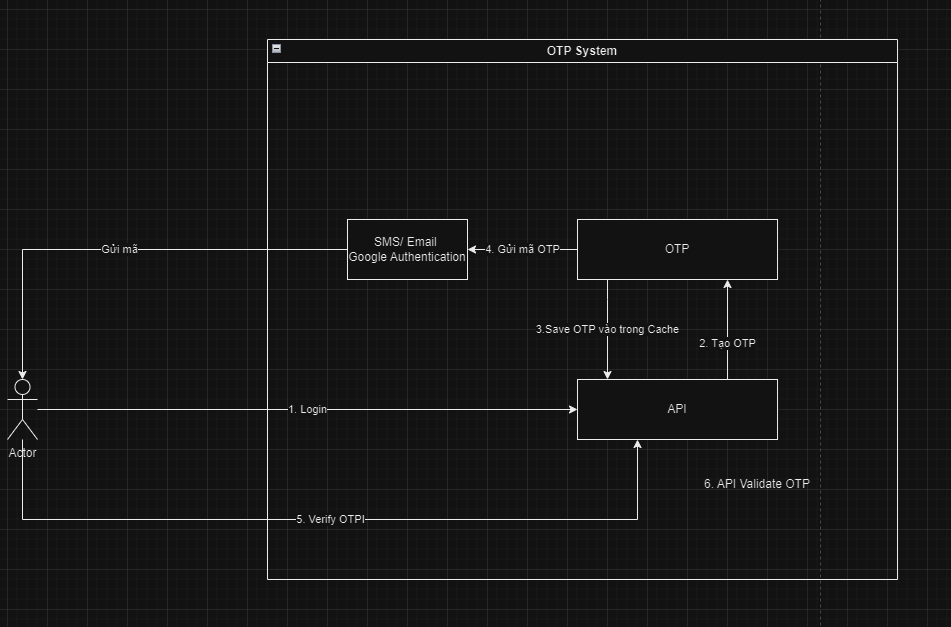 OTP System
SMS/ Email
Google Authentication
Gửi mã
4. Gửi mã OTP
OTP
3.Save OTP vào trong Cache
2. Tạo OTP
1. Login
API
Actor
6. API Validate OTP
5. Verify OTPI